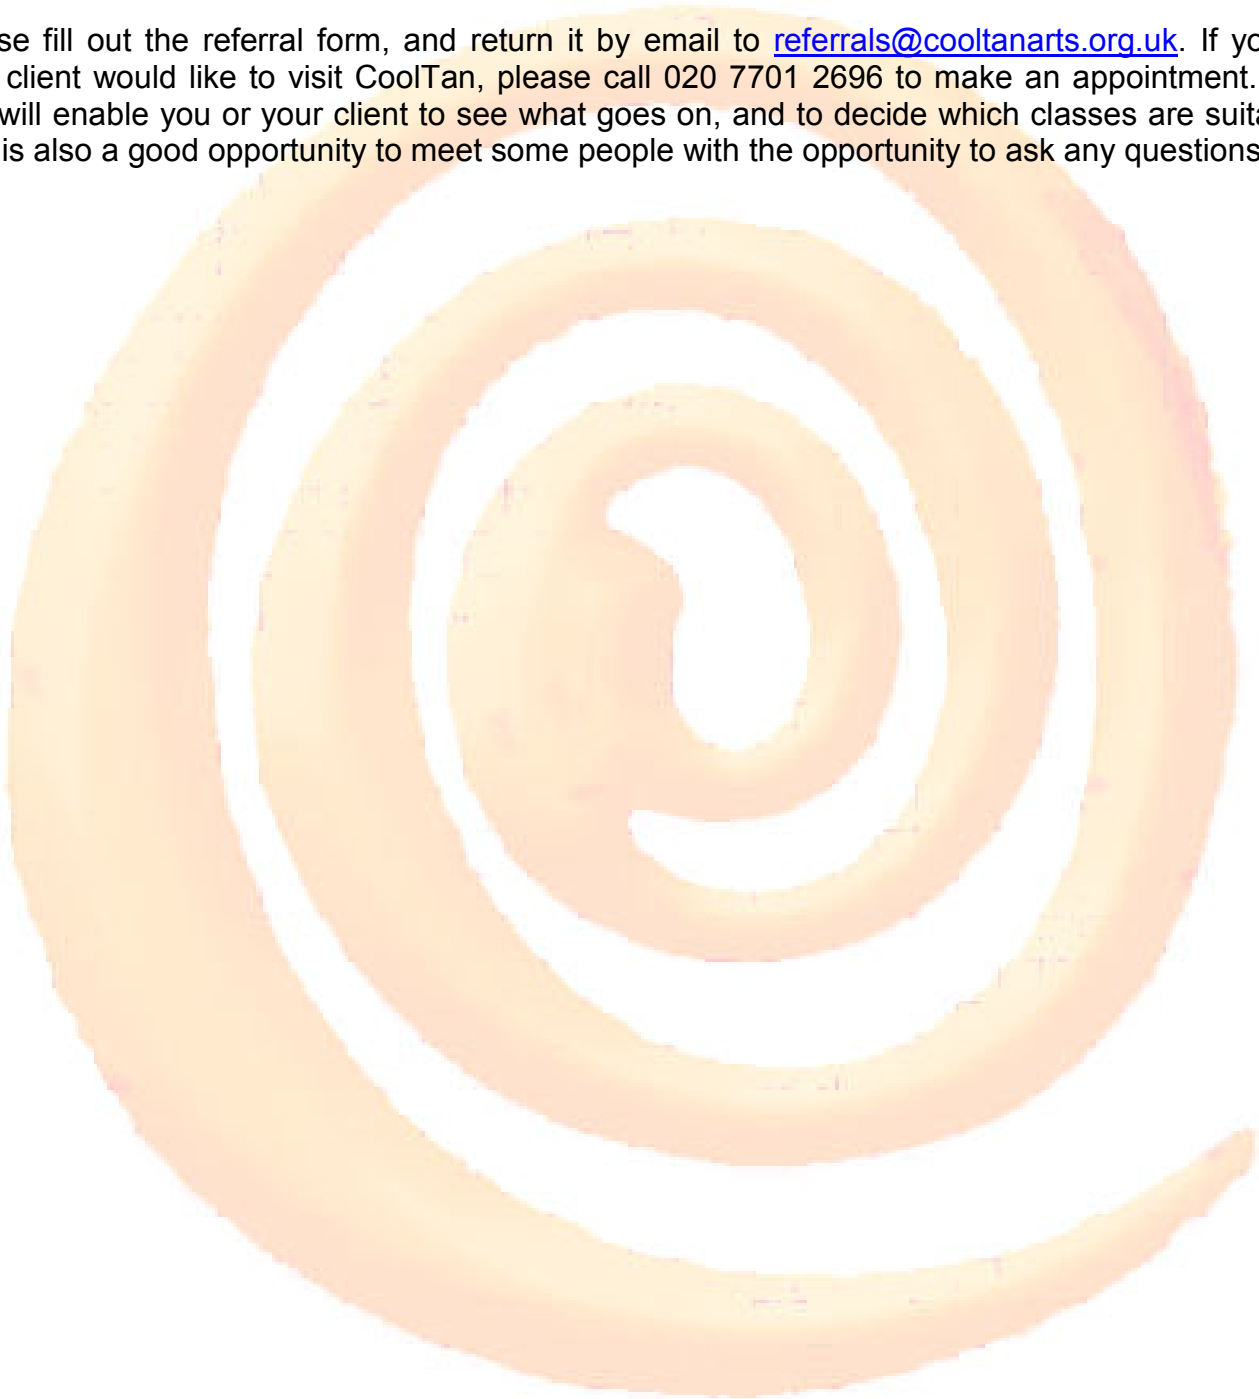 se fill out the referral form, and return it by email to referrals@cooltanarts.org.uk. If yo
client would like to visit CoolTan, please call 020 7701 2696 to make an appointment.
will enable you or your client to see what goes on, and to decide which classes are suita
is also a good opportunity to meet some people with the opportunity to ask any questions